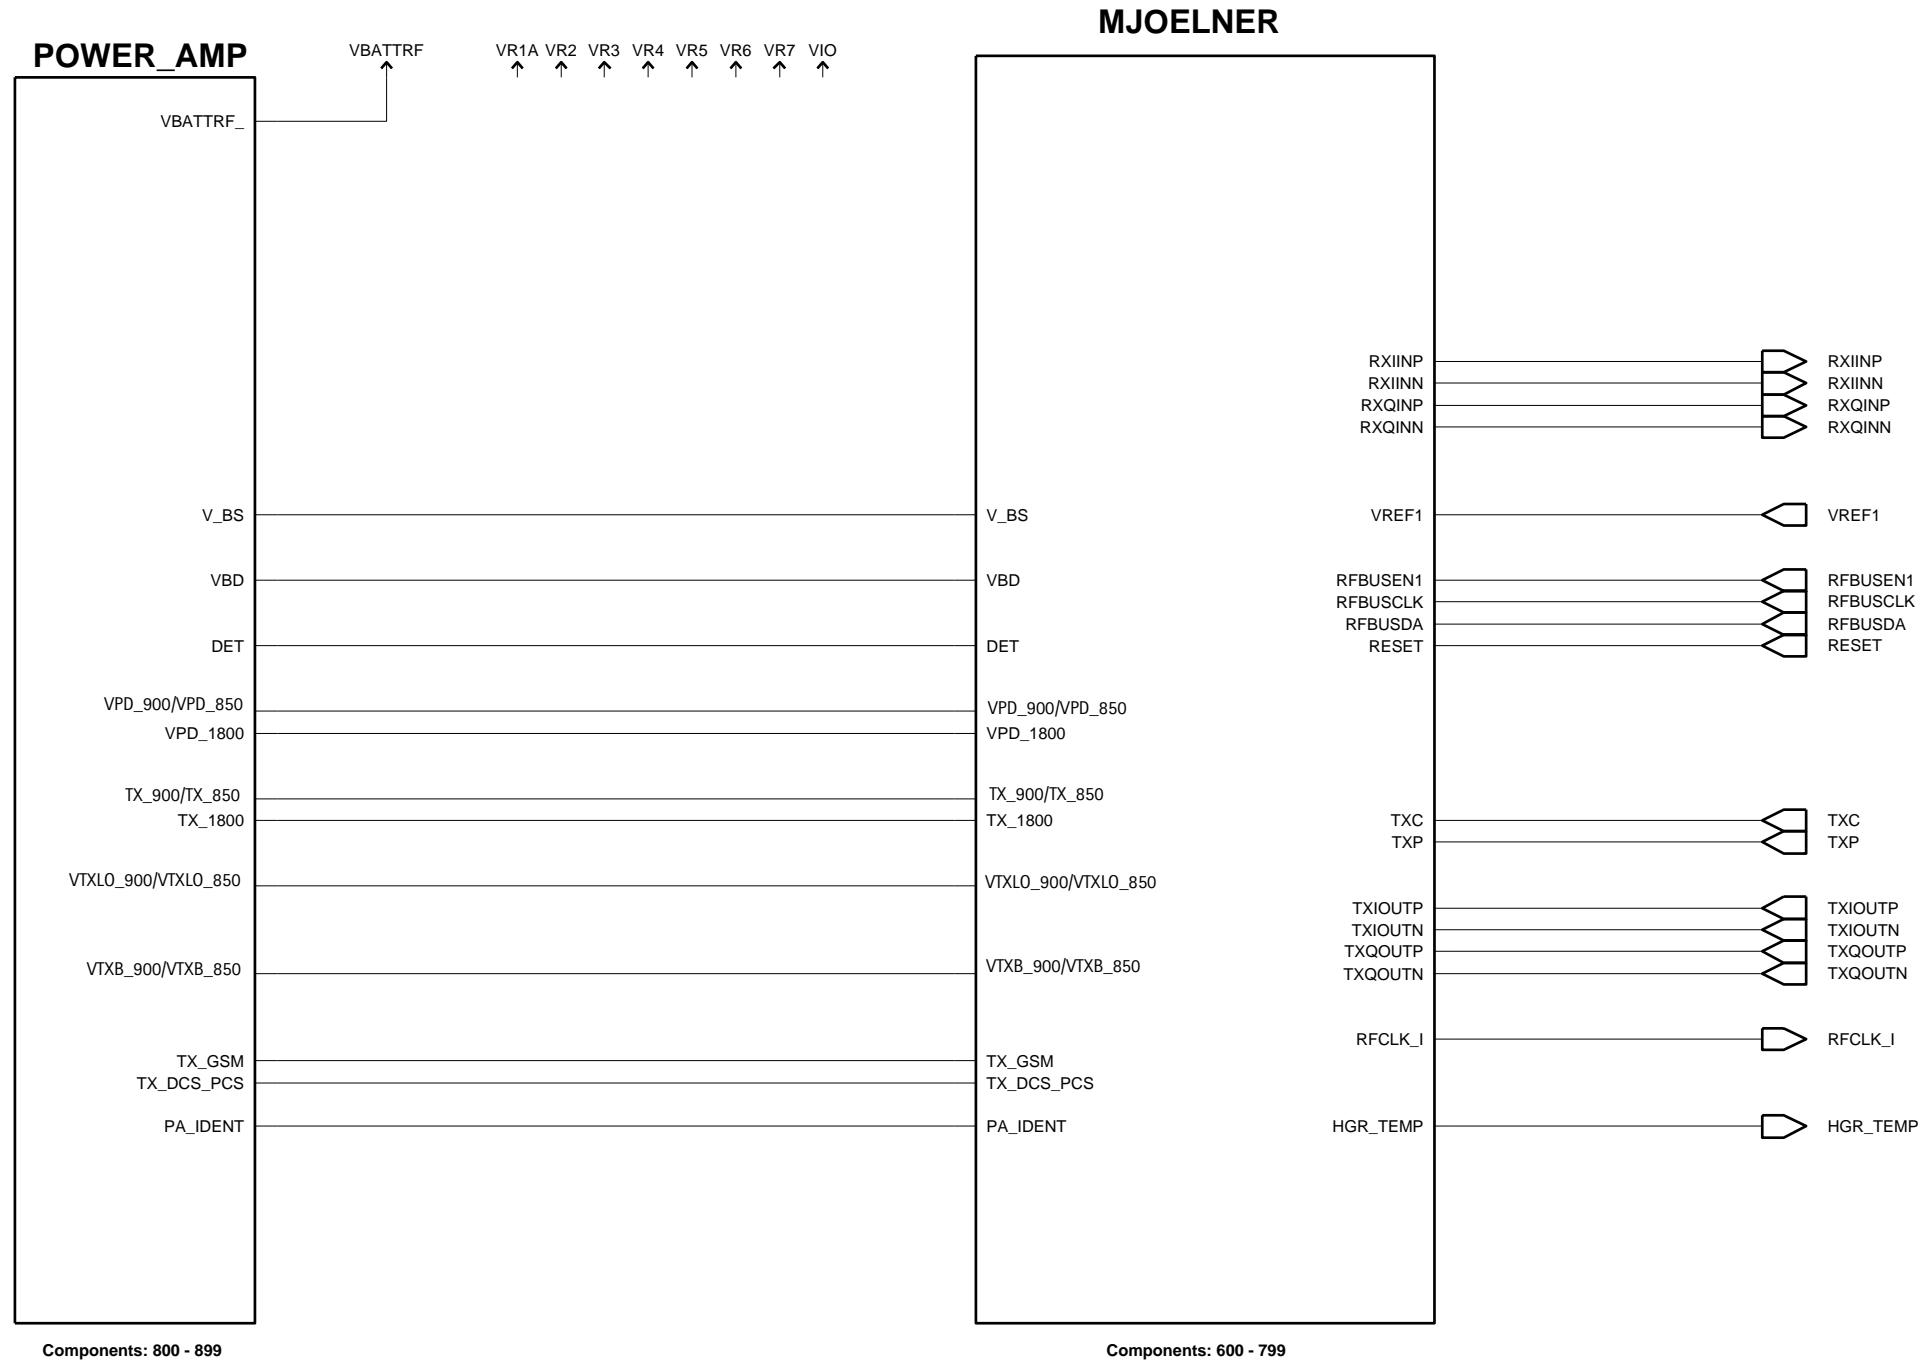 MJOELNER
POWER_AMP
VBATTRF VR1A VR2 VR3 VR4 VR5 VR6 VR7 VIO
VBATTRF_
RXIINP RXIINP
RXIINN RXIINN
RXQINP RXQINP
RXQINN RXQINN
V_BS V_BS VREF1 VREF1
VBD VBD RFBUSEN1 RFBUSEN1
RFBUSCLK RFBUSCLK
RFBUSDA RFBUSDA
DET DET RESET RESET
VPD_900/VPD_850 VPD_900/VPD_850
VPD_1800 VPD_1800
TX_900/TX_850 TX_900/TX_850
TX_1800 TX_1800 TXC TXC
TXP TXP
VTXLO_900/VTXLO_850 VTXLO_900/VTXLO_850
TXIOUTP TXIOUTP
TXIOUTN TXIOUTN
TXQOUTP TXQOUTP
VTXB_900/VTXB_850 VTXB_900/VTXB_850 TXQOUTN TXQOUTN
RFCLK_I RFCLK_I
TX_GSM TX_GSM
TX_DCS_PCS TX_DCS_PCS
PA_IDENT PA_IDENT HGR_TEMP HGR_TEMP
Components: 800 - 899 Components: 600 - 799